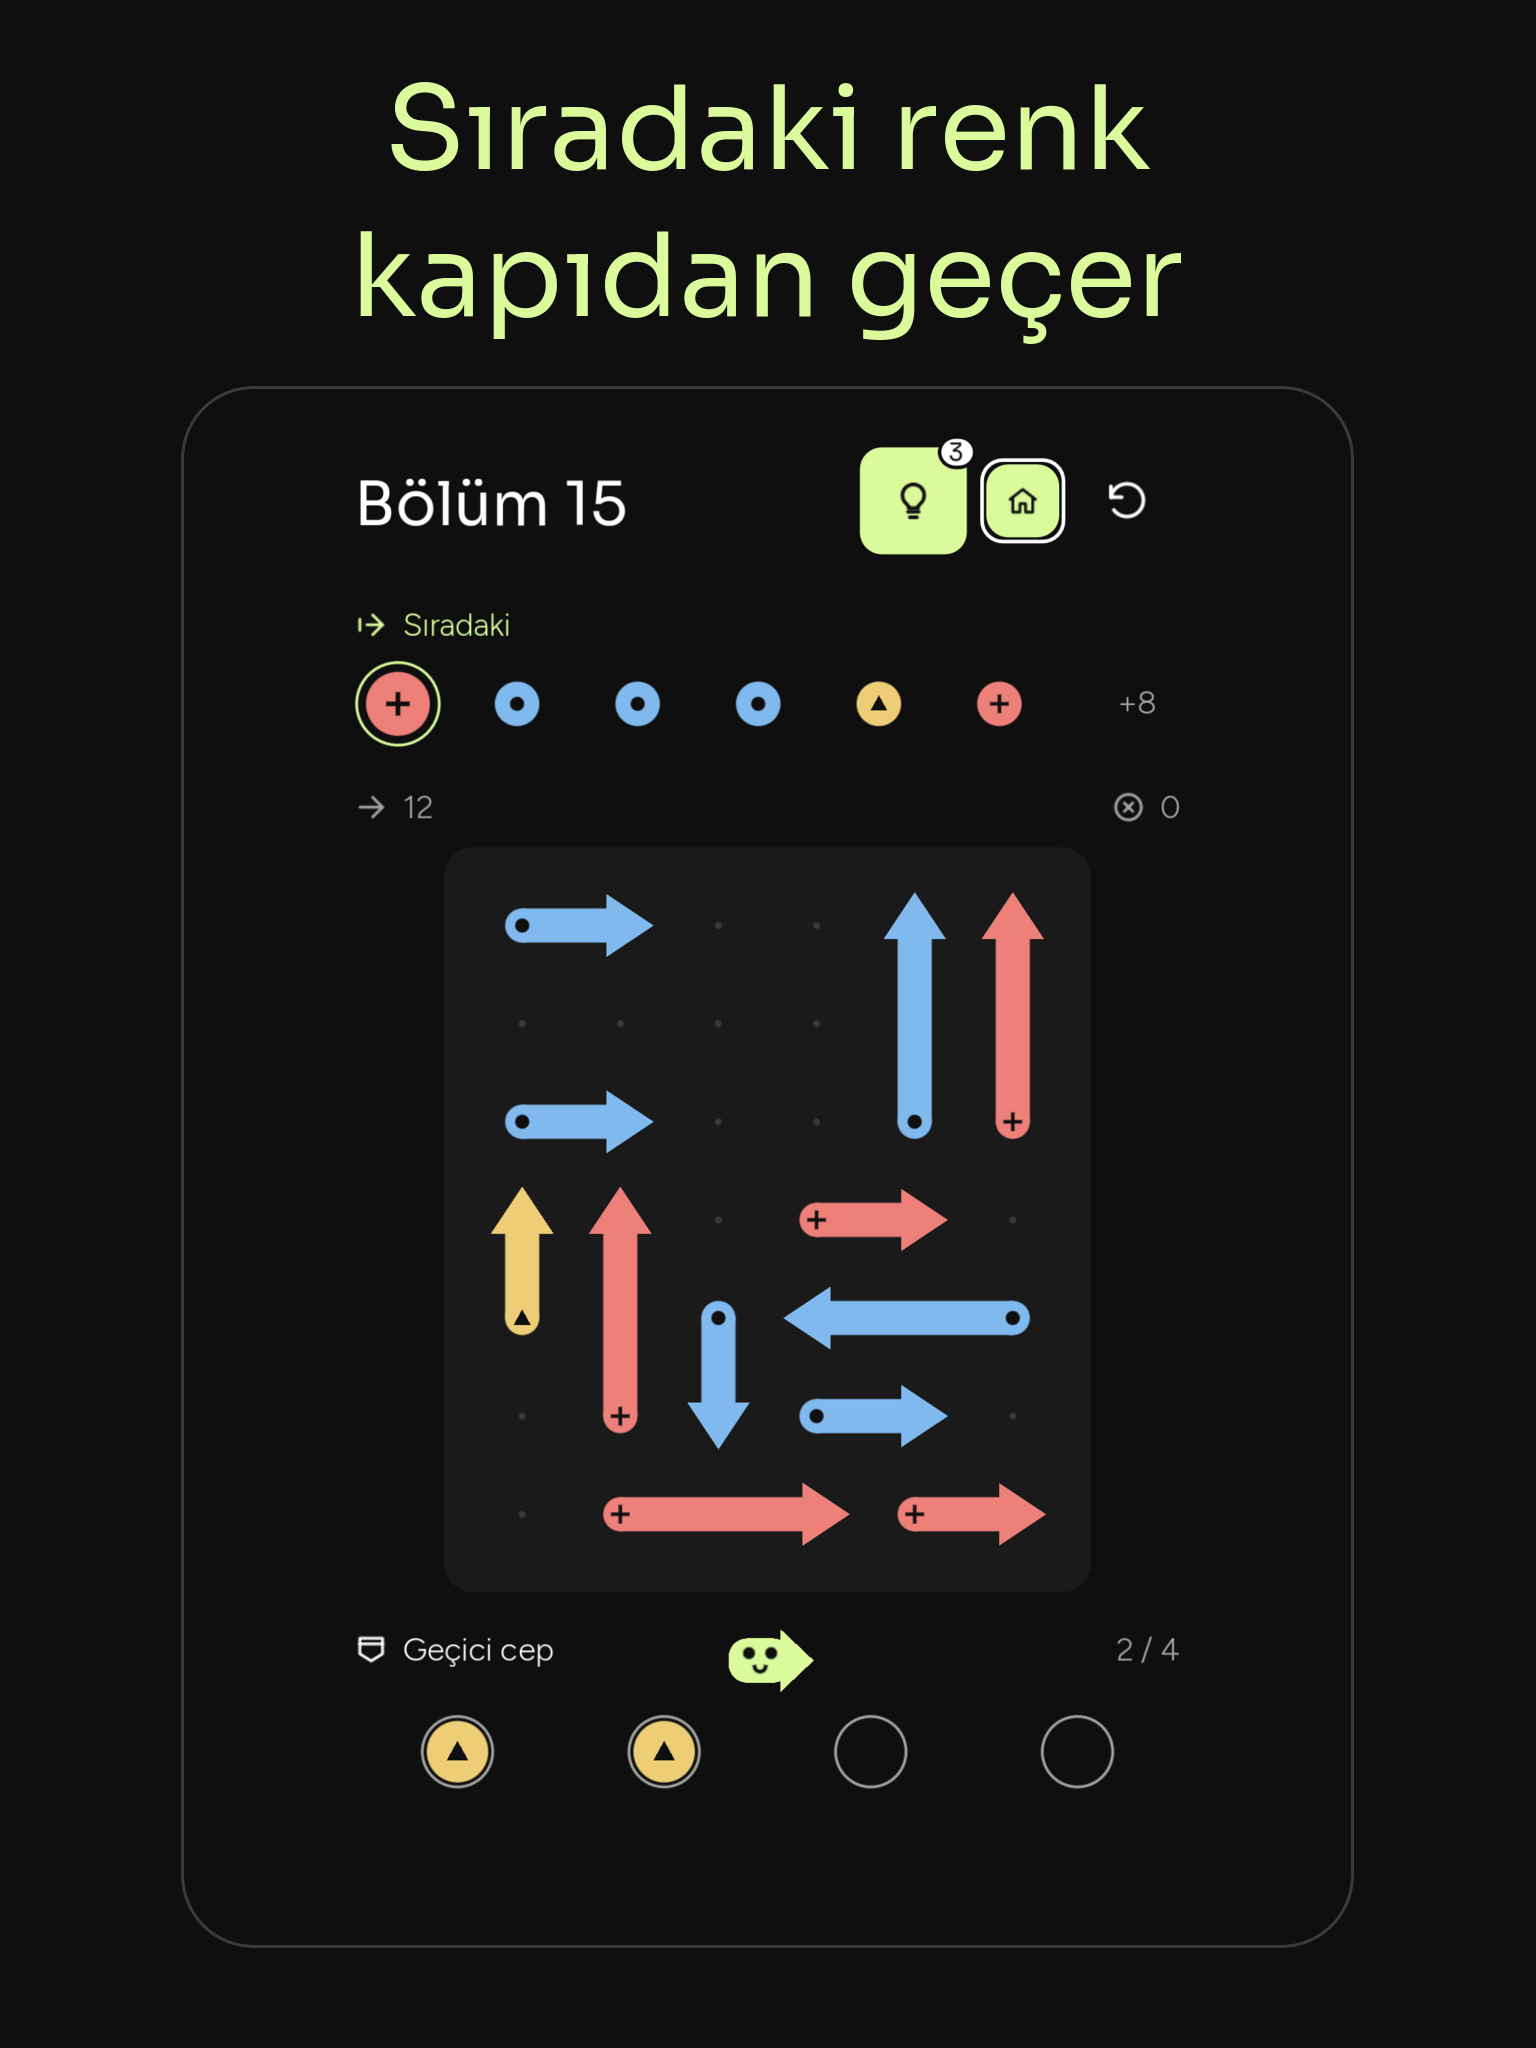 Sıradaki renk
kapıdan geçer
Bölüm 15
3
Sıradaki
+8
12
0
Geçici cep
2 / 4